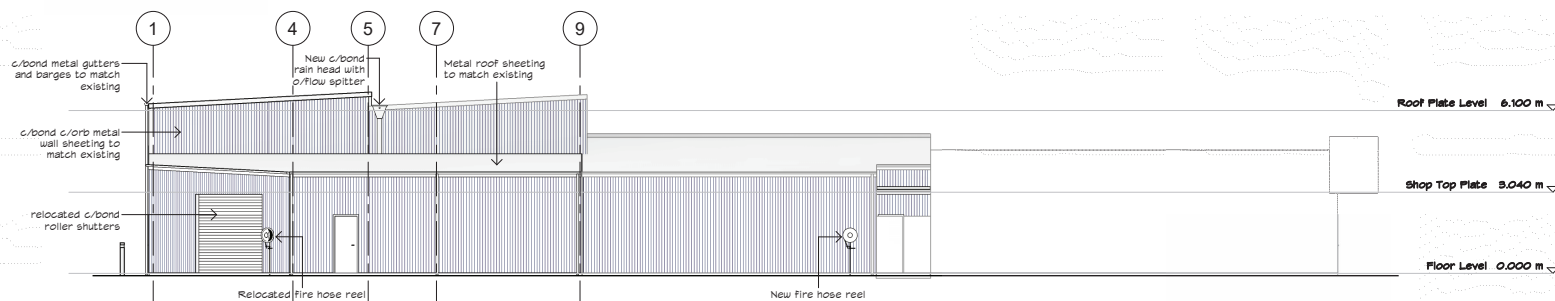 1
4
5
7
9
c/bond metal gutters
and barges to match
existing
New c/bond
rain head with
o/flow spitter
Metal roof sheeting
to match existing
Roof Plate Level 6.100 m
c/bond c/orb metal
wall sheeting to
match existing
Shop Top Plate 3.040 m
relocated c/bond
roller shutters
Floor Level 0.000 m
Relocated fire hose reel
New fire hose reel